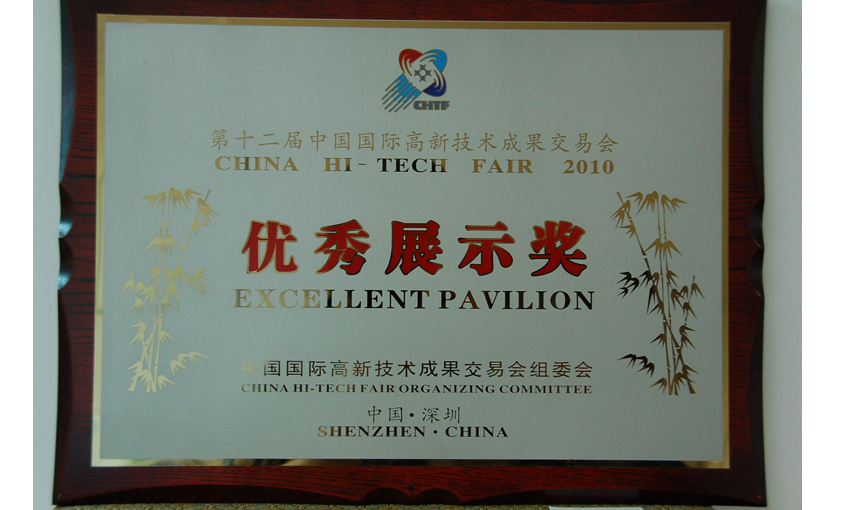 CHTF
第十二届中国国际高新技术成果交易会
CHINA HI-TECH FAIR 2010
优秀展示奖
EXCELLENT PAVILION
中国国际高新技术成果交易会组委会
CHINA HI-TECH FAIR ORGANIZING COMMITTEE
中国·深圳
SHENZHEN·CHINA